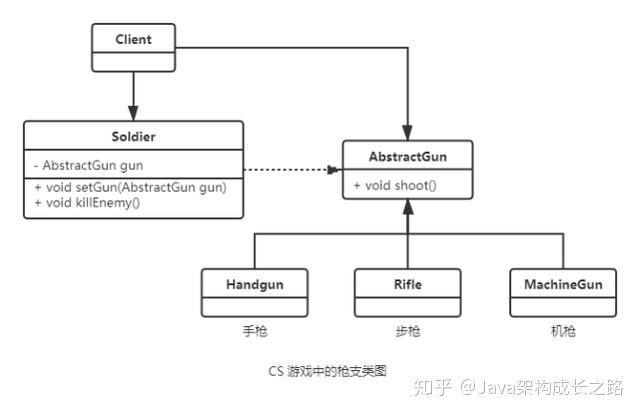 Client
Soldier
- AbstractGun gun
+ void setGun(AbstractGun gun)
+ void killEnemy()
AbstractGun
+ void shoot()
Handgun
Rifle
MachineGun
手枪
步枪
机枪
CS 游戏中的枪支类图
知乎 @Java架构成长之路